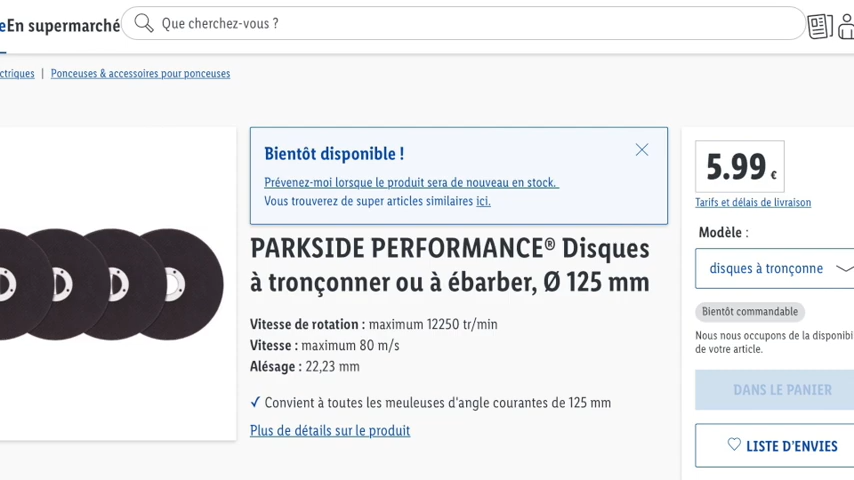 En supermarché
Que cherchez-vous ?
ctriques | Ponceuses & accessoires pour ponceuses
Bientôt disponible !
Prévenez-moi lorsque le produit sera de nouveau en stock.
Vous trouverez de super articles similaires ici.
PARKSIDE PERFORMANCE® Disques
à tronçonner ou à ébarber, Ø 125 mm
Vitesse de rotation : maximum 12250 tr/min
Vitesse : maximum 80 m/s
Alésage : 22,23 mm
✓ Convient à toutes les meuleuses d'angle courantes de 125 mm
Plus de détails sur le produit
5.99 €
Tarifs et délais de livraison
Modèle :
disques à tronçonne
Bientôt commandable
Nous nous occupons de la disponibi
de votre article.
DANS LE PANIER
LISTE D'ENVIES